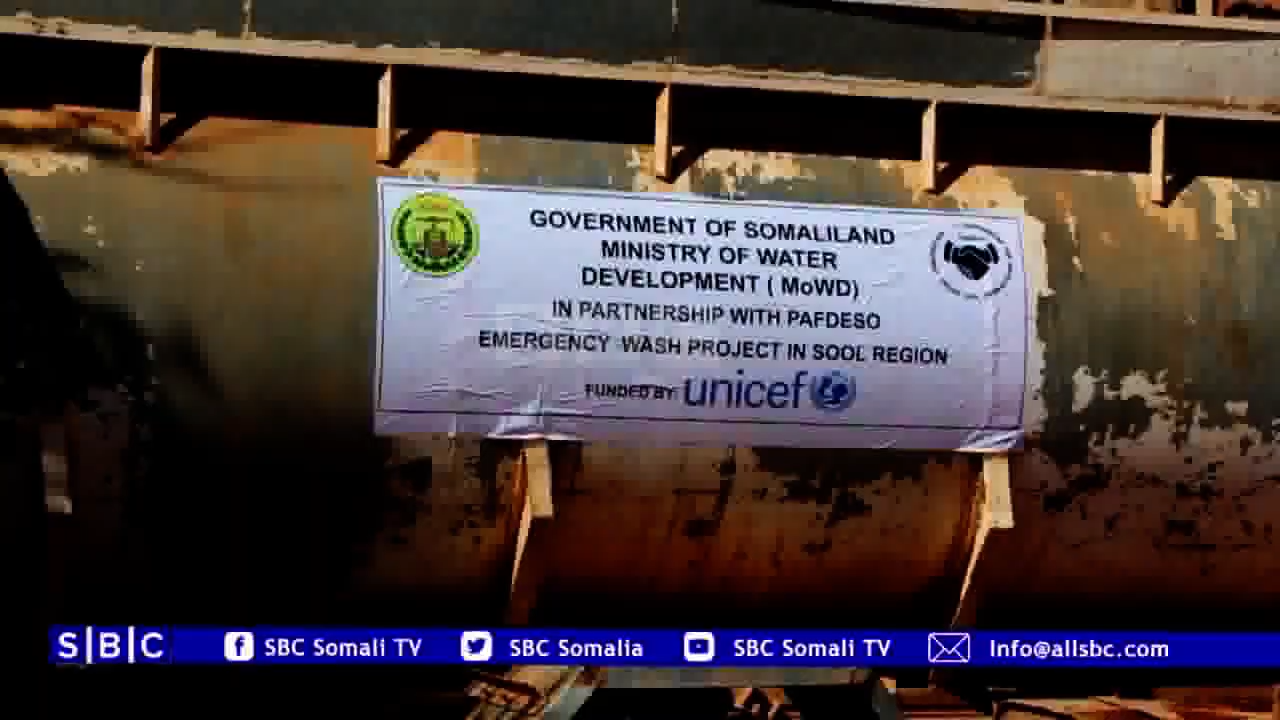 GOVERNMENT OF SOMALILAND
MINISTRY OF WATER
DEVELOPMENT ( MoWD)
IN PARTNERSHIP WITH PAFDESO
EMERGENCY WASH PROJECT IN SOOL REGION
FUNDED BY unicef
S|B|C SBC Somali TV SBC Somalia SBC Somali TV Info@allsbc.com